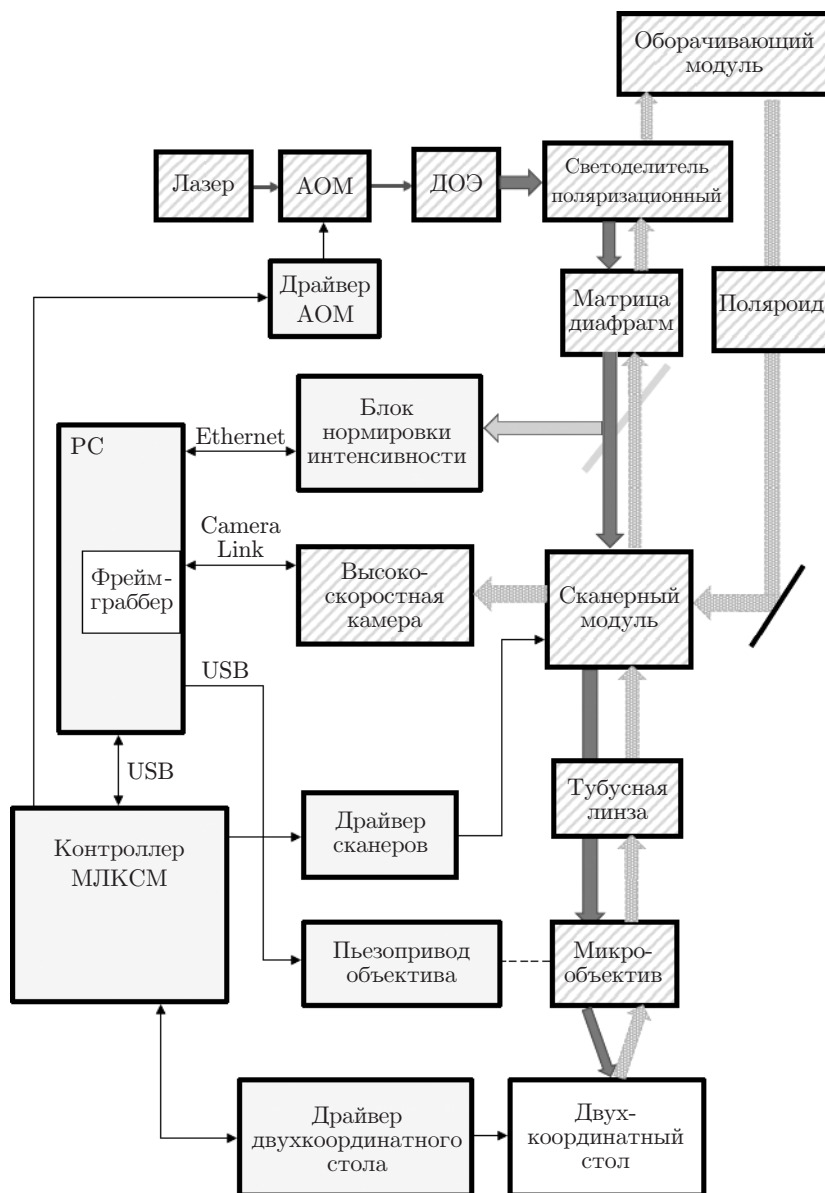 Оборачивающий
модуль
Лазер
АОМ
ДОЭ
Светоделитель
поляризационный
Драйвер
АОМ
Матрица
диафрагм
Поляроид
PC
Ethernet
Блок
нормировки
интенсивности
Camera
Link
Фрейм-
граббер
Высоко-
скоростная
камера
Сканерный
модуль
USB
USB
Тубусная
линза
Драйвер
сканеров
Контроллер
МЛКСМ
Пьезопривод
объектива
Микро-
объектив
Драйвер
двухкоординатного
стола
Двух-
координатный
стол